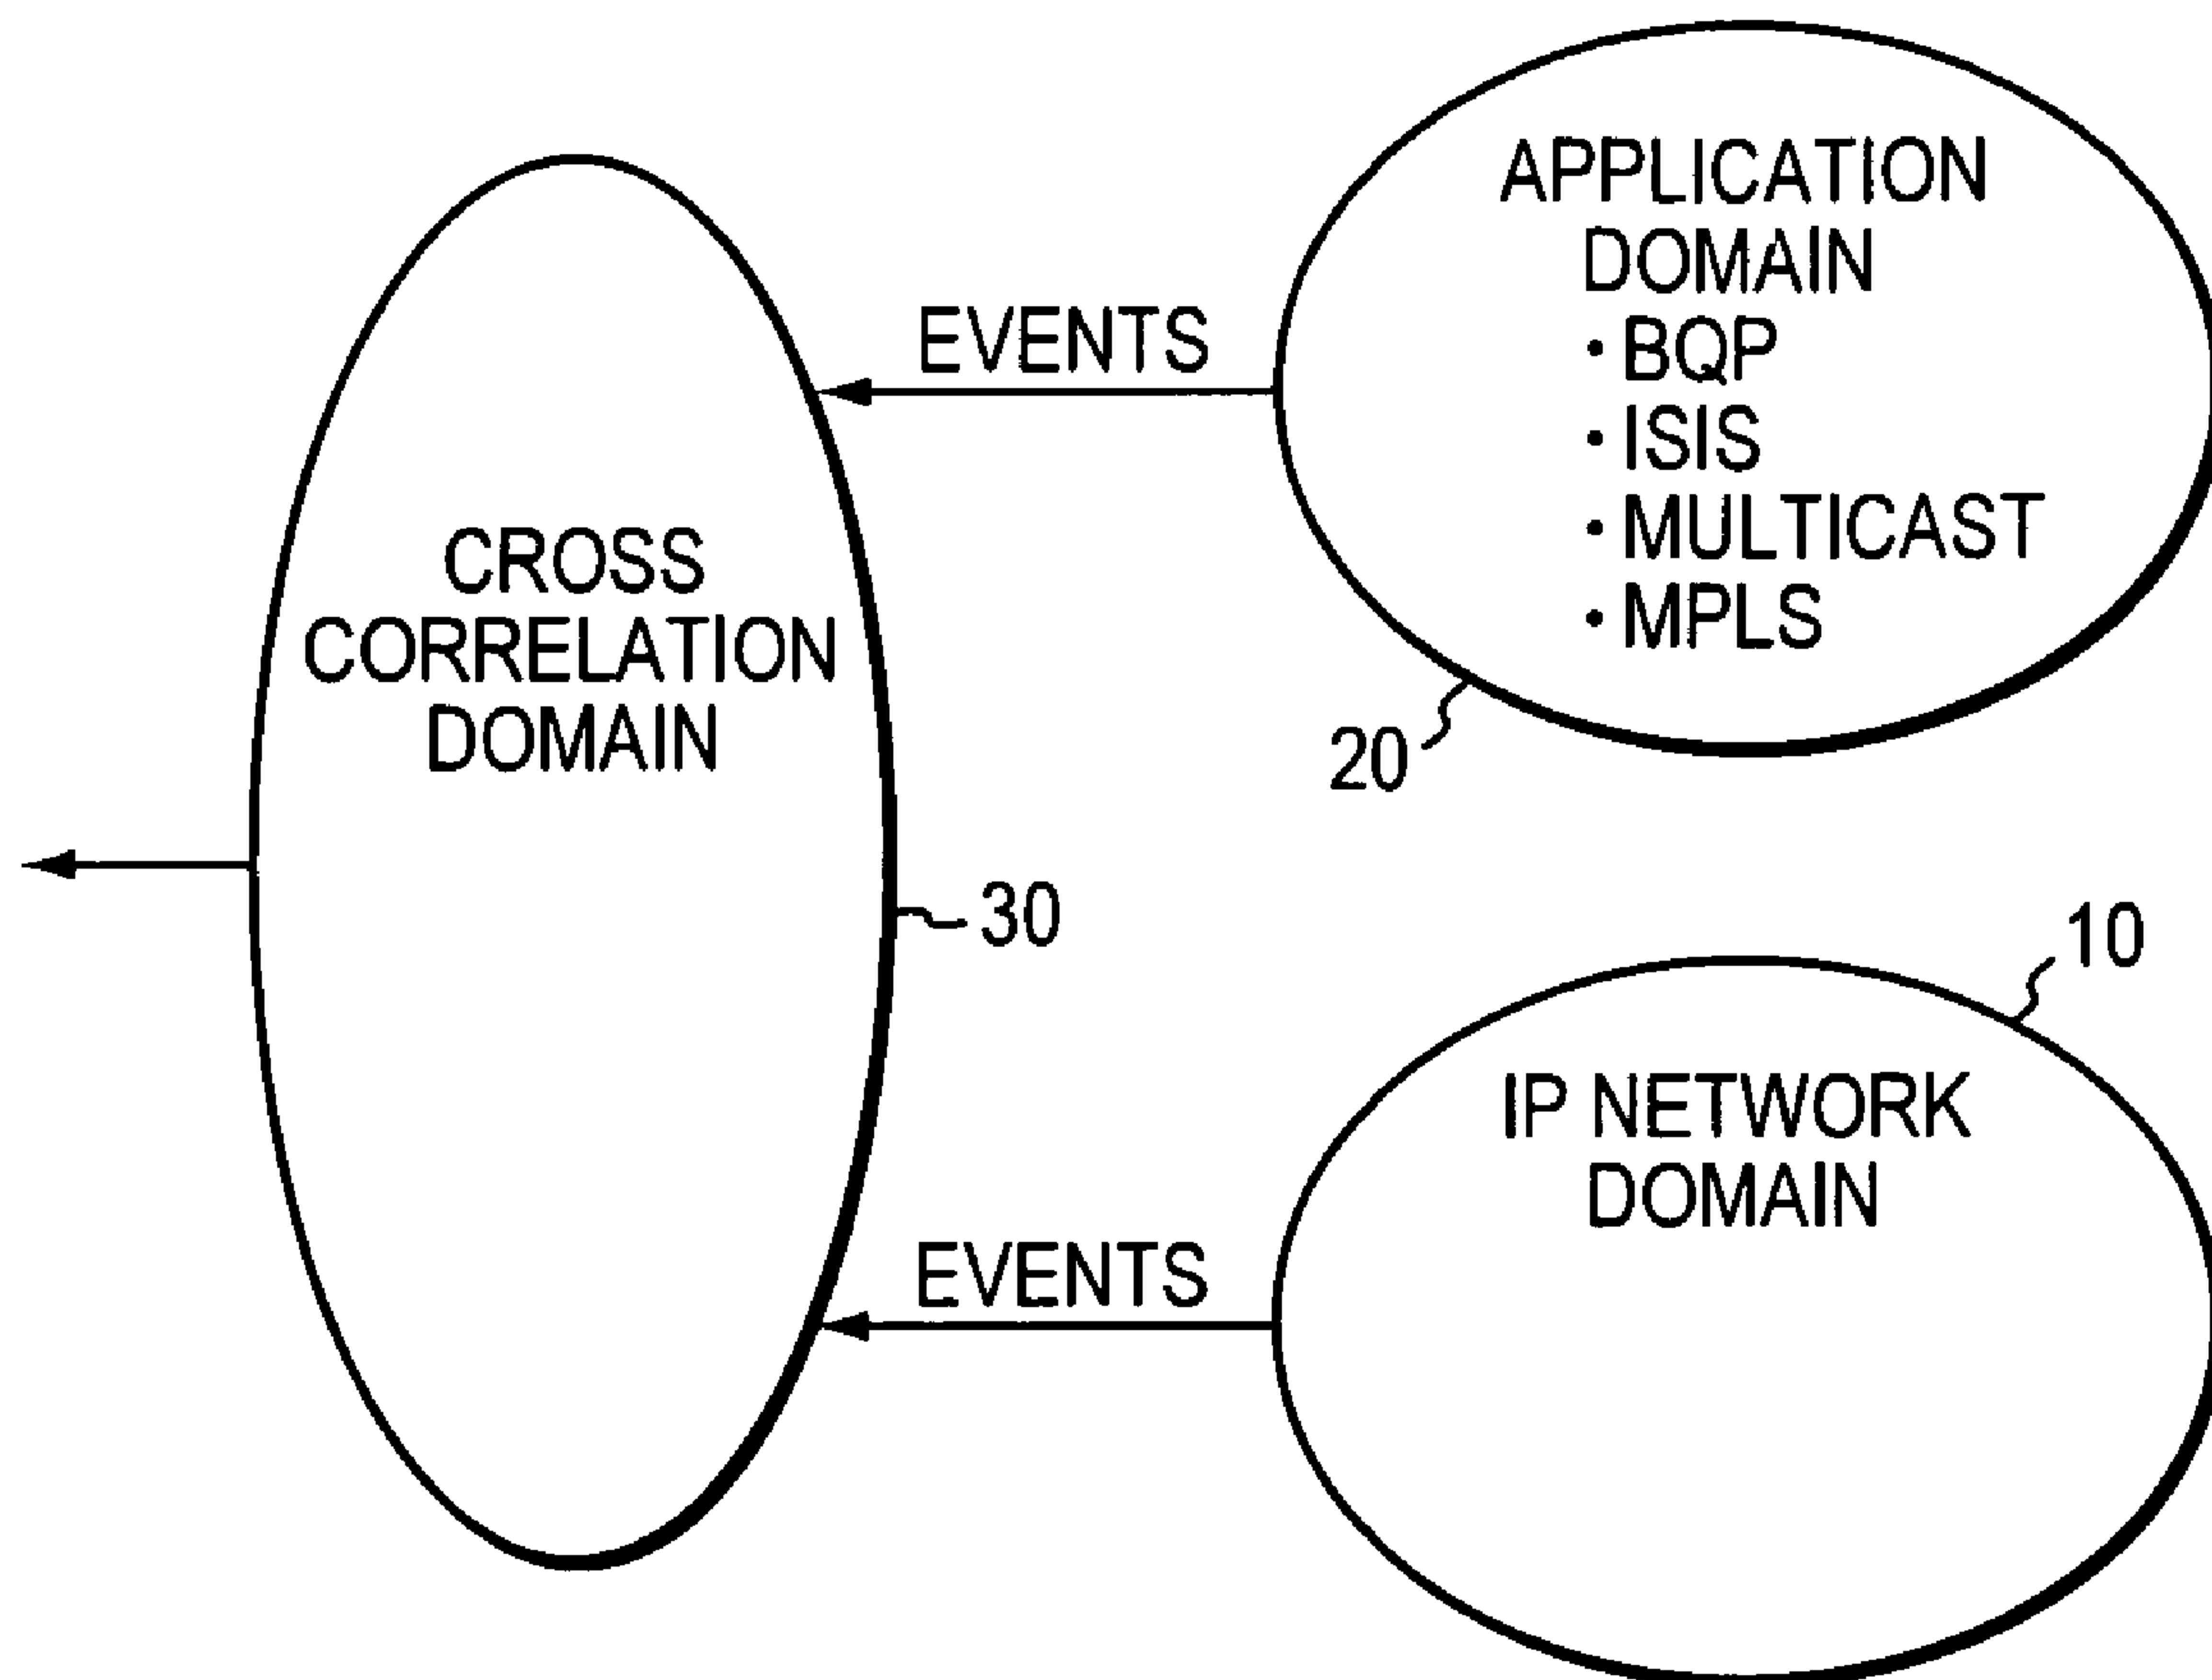 APPLICATION
DOMAIN
• BQP
• ISIS
• MULTICAST
• MPLS
20
EVENTS
CROSS
CORRELATION
DOMAIN
30
10
IP NETWORK
DOMAIN
EVENTS